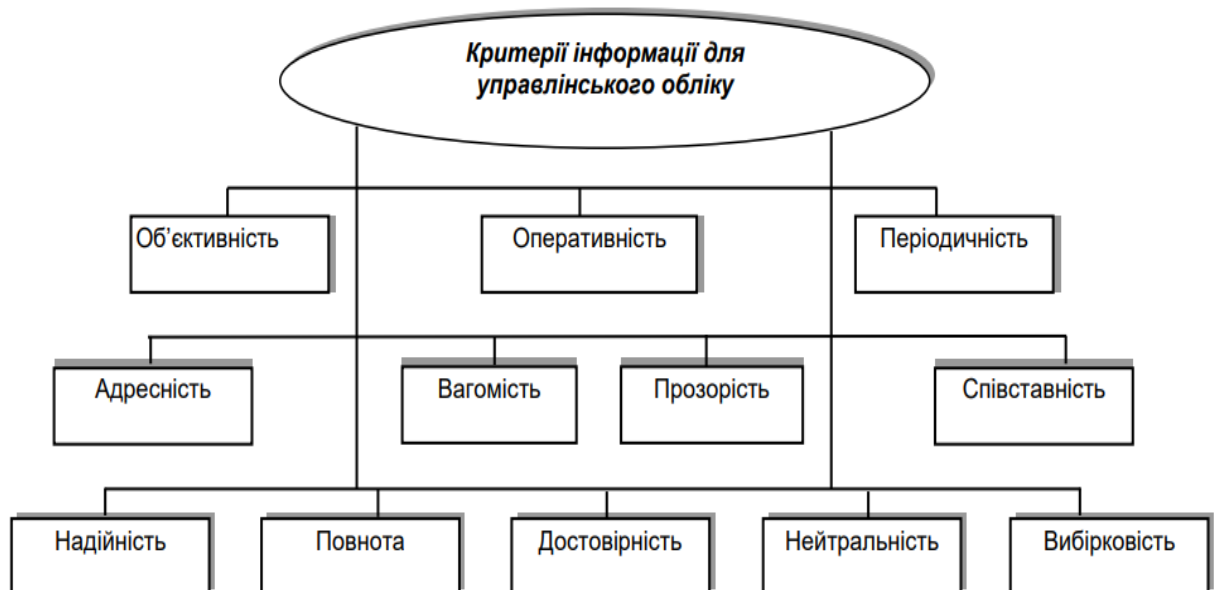 Критерії інформації для
управлінського обліку
Об’єктивність
Оперативність
Періодичність
Адресність
Вагомість
Прозорість
Співставність
Надійність
Повнота
Достовірність
Нейтральність
Вибірковість